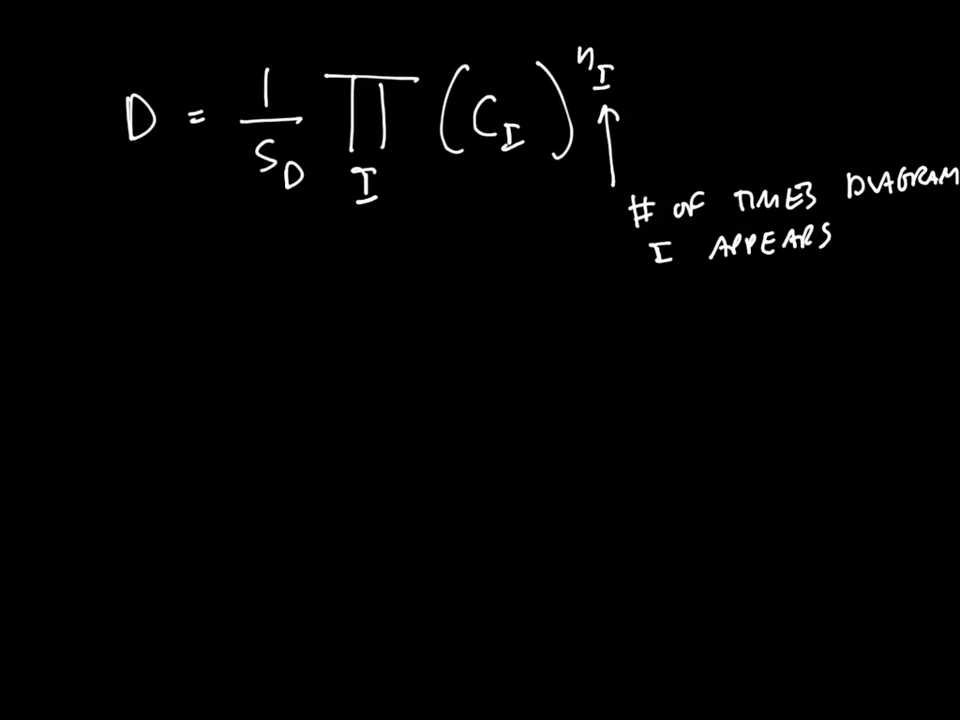 D = 1/S_D ∏_I (C_I)^{n_I}
# OF TIMES DIAGRAM
I APPEARS